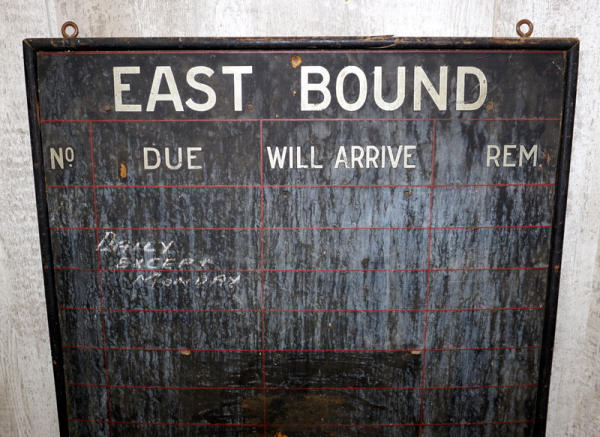 EAST BOUND
NO DUE WILL ARRIVE REM.
DAILY
EXCEPT
MONDAY